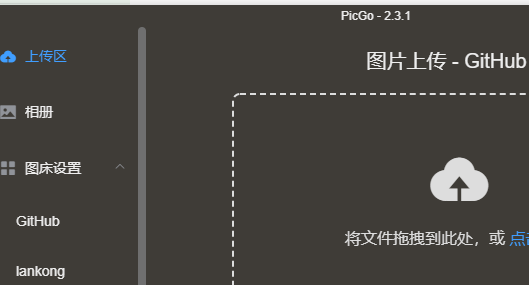 PicGo - 2.3.1
上传区
图片上传 - GitHub
相册
图床设置
GitHub
将文件拖拽到此处，或 点
lankong